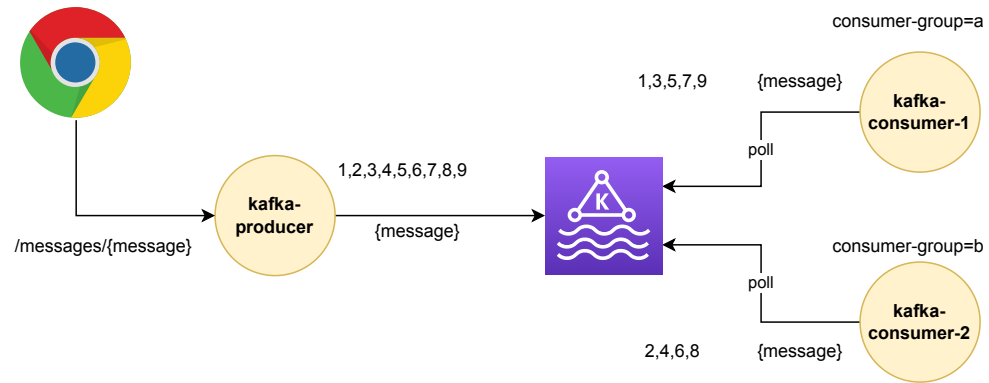 consumer-group=a
1,3,5,7,9
{message}
kafka-
consumer-1
poll
1,2,3,4,5,6,7,8,9
K
kafka-
producer
{message}
/messages/{message}
consumer-group=b
poll
kafka-
consumer-2
2,4,6,8
{message}